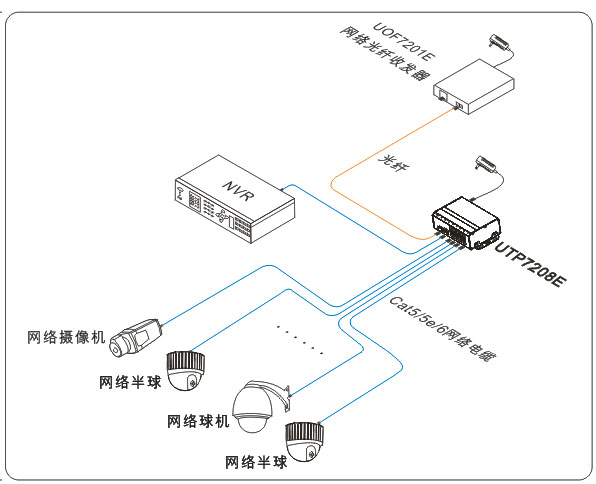 UOF7201E
网络光纤收发器
光纤
NVR
UTP7208E
Cat5/5e/6网络电缆
网络摄像机
网络半球
网络球机
网络半球